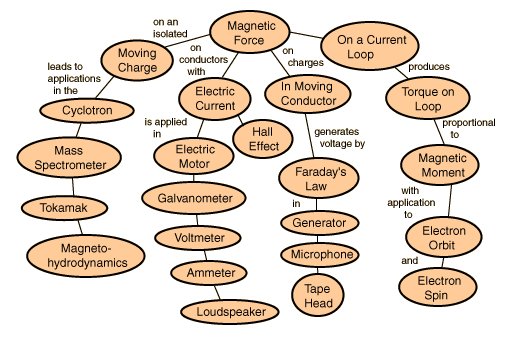 Magnetic
Force
on an
isolated
Moving
Charge
leads to
applications
in the
Cyclotron
Mass
Spectrometer
Tokamak
Magneto-
hydrodynamics
on
conductors
with
Electric
Current
Hall
Effect
is applied
in
Electric
Motor
Galvanometer
Voltmeter
Ammeter
Loudspeaker
on
charges
In Moving
Conductor
generates
voltage by
Faraday's
Law
in
Generator
Microphone
Tape
Head
On a Current
Loop
produces
Torque on
Loop
proportional
to
Magnetic
Moment
with
application
to
Electron
Orbit
and
Electron
Spin